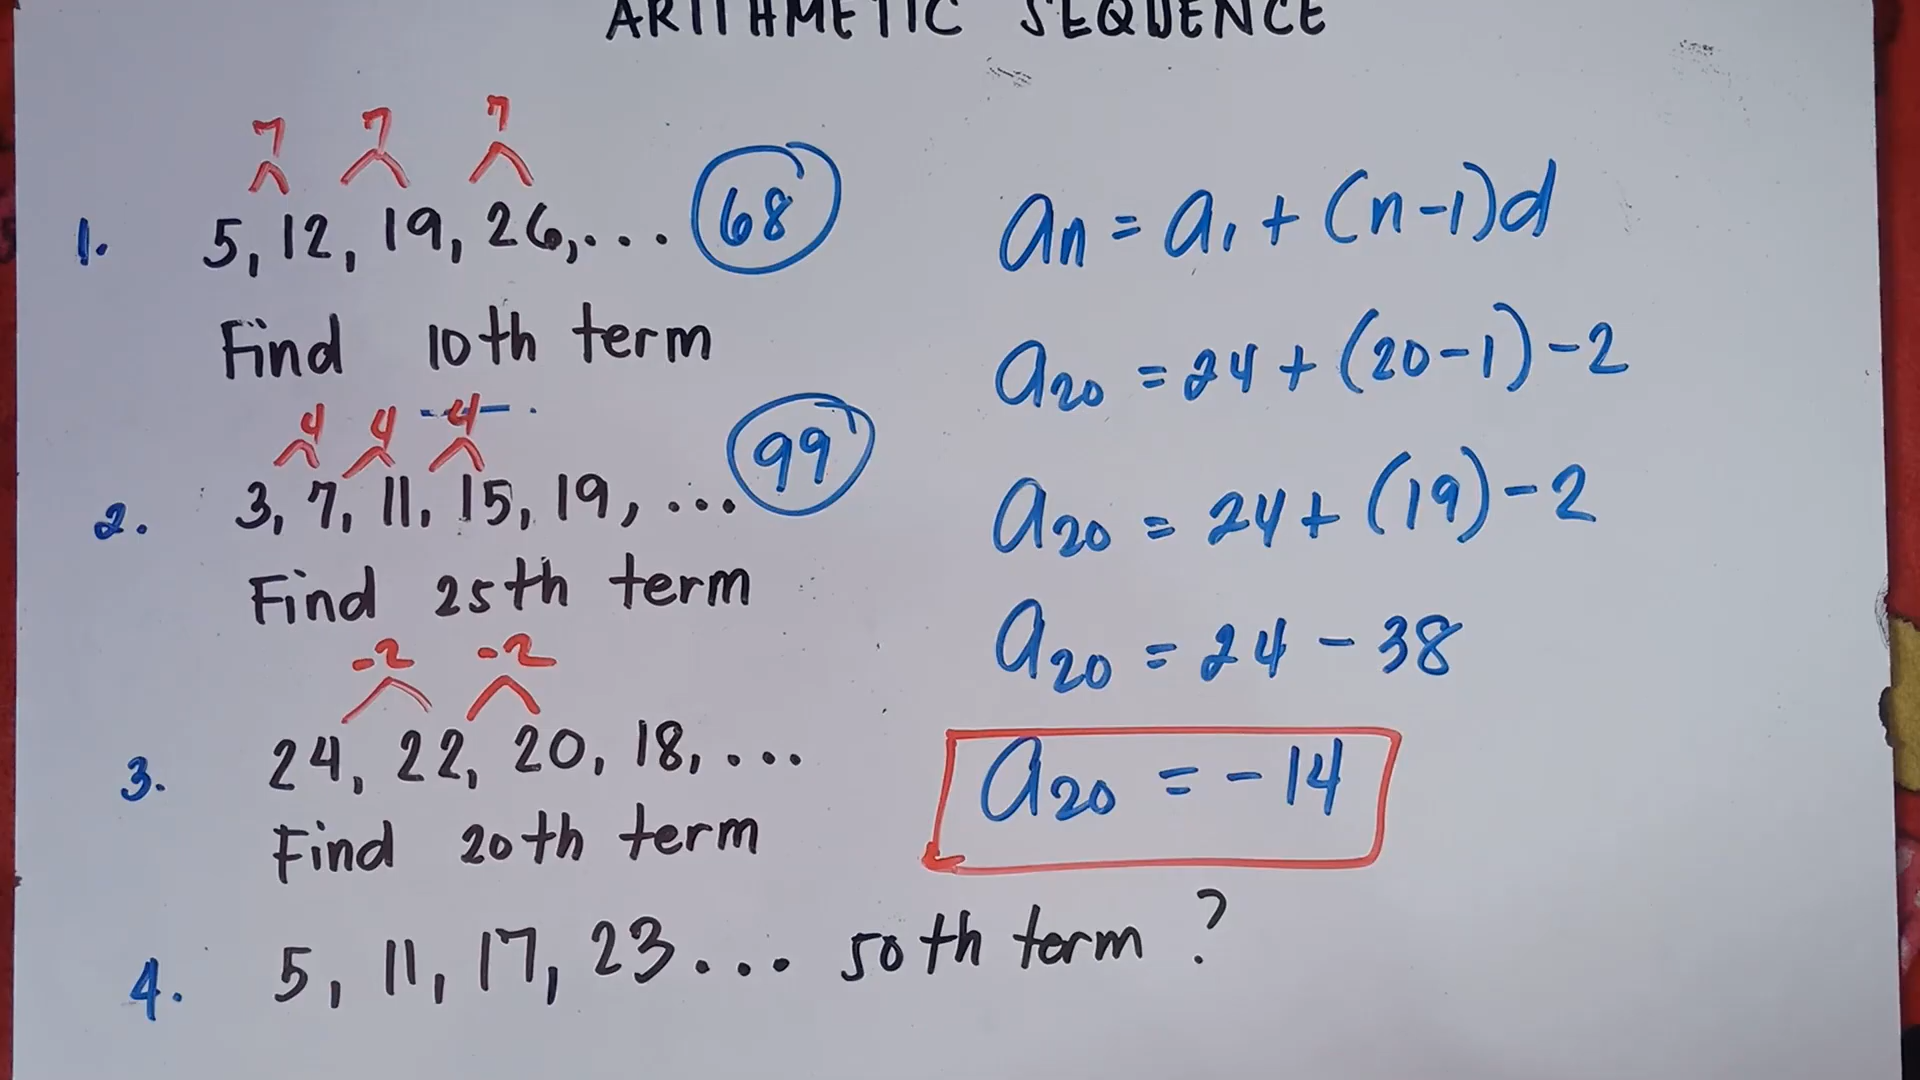 ARITHMETIC SEQUENCE
7 7 7
1. 5, 12, 19, 26, ... 68
Find 10th term
4 4 4
2. 3, 7, 11, 15, 19, ... 99
Find 25th term
-2 -2
3. 24, 22, 20, 18, ...
Find 20th term
4. 5, 11, 17, 23 ... 50th term ?
an = a1 + (n-1)d
a20 = 24 + (20-1) -2
a20 = 24 + (19) -2
a20 = 24 - 38
a20 = -14